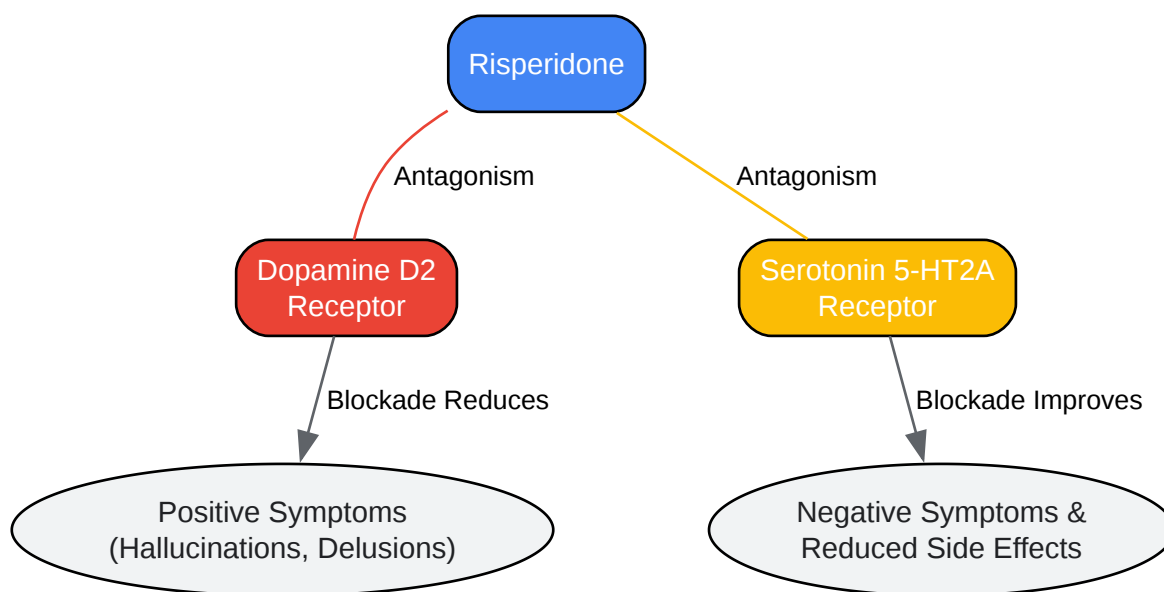 Risperidone
Antagonism
Antagonism
Dopamine D2
Receptor
Serotonin 5-HT2A
Receptor
Blockade Reduces
Blockade Improves
Positive Symptoms
(Hallucinations, Delusions)
Negative Symptoms &
Reduced Side Effects